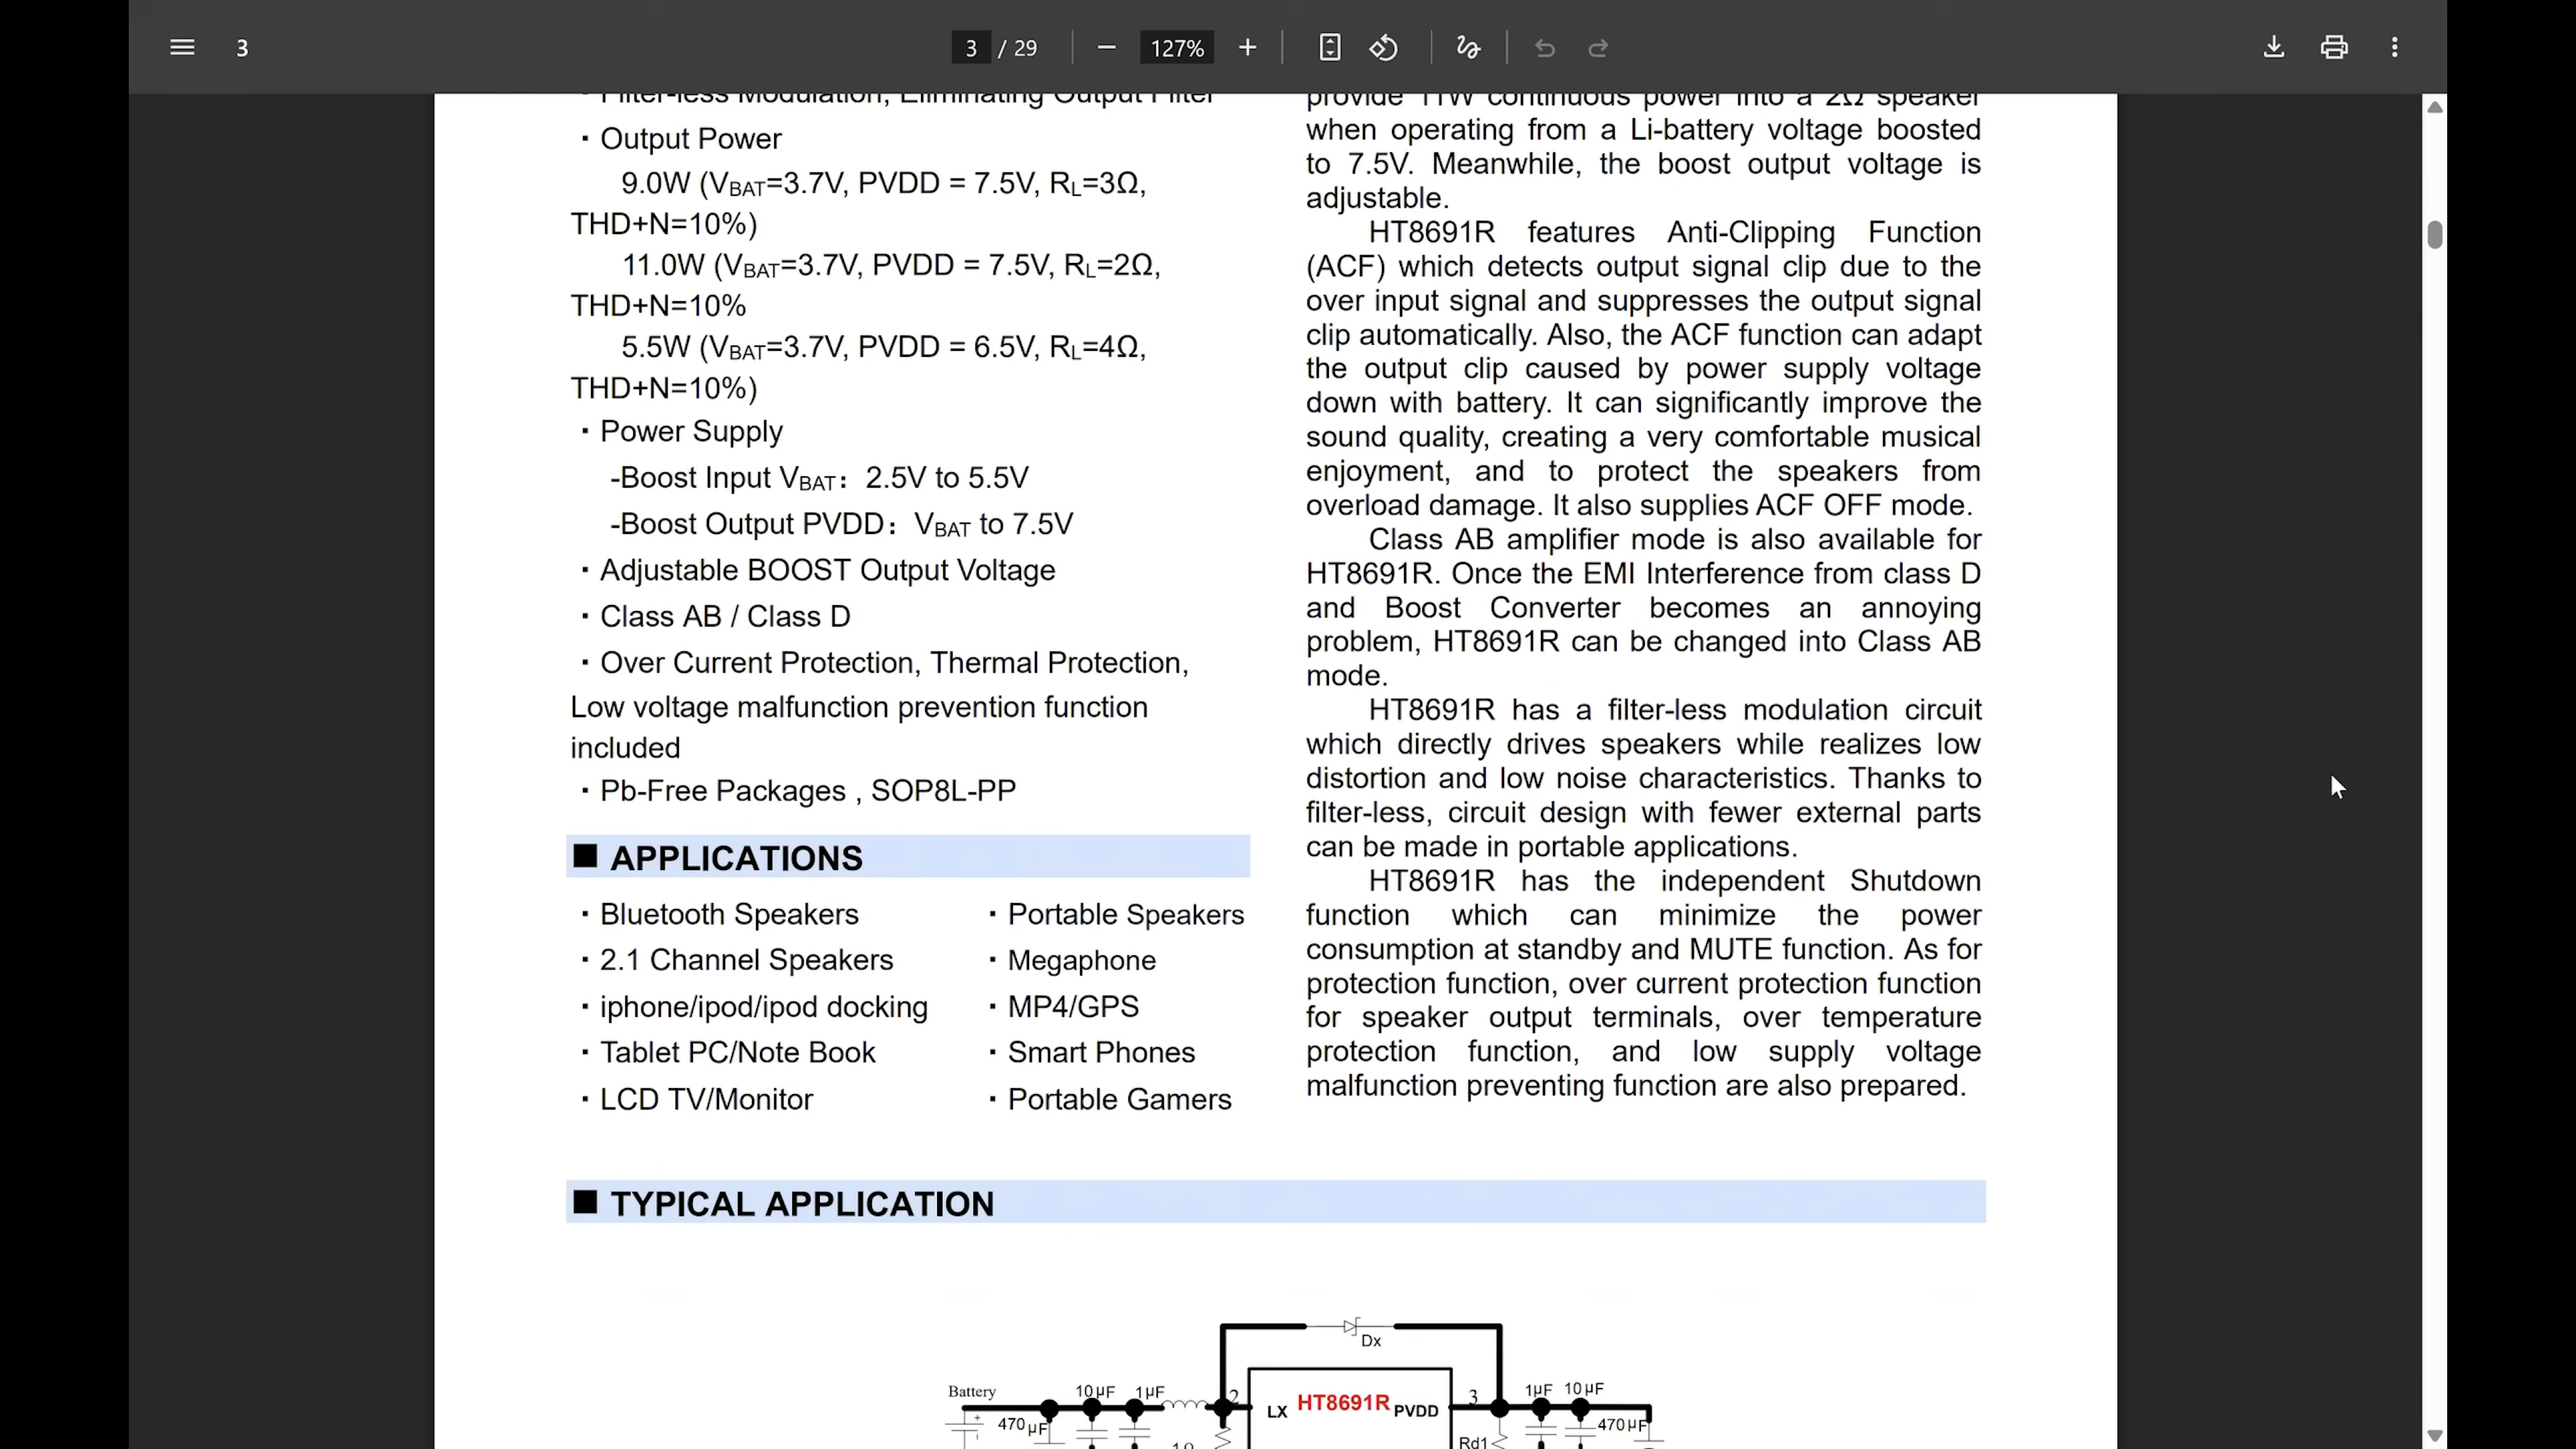 3
3 / 29
127%
Filter-less Modulation, Eliminating Output Filter
· Output Power
9.0W (VBAT=3.7V, PVDD = 7.5V, RL=3Ω,
THD+N=10%)
11.0W (VBAT=3.7V, PVDD = 7.5V, RL=2Ω,
THD+N=10%
5.5W (VBAT=3.7V, PVDD = 6.5V, RL=4Ω,
THD+N=10%)
· Power Supply
-Boost Input VBAT：2.5V to 5.5V
-Boost Output PVDD：VBAT to 7.5V
· Adjustable BOOST Output Voltage
· Class AB / Class D
· Over Current Protection, Thermal Protection,
Low voltage malfunction prevention function
included
· Pb-Free Packages , SOP8L-PP
■ APPLICATIONS
· Bluetooth Speakers
· 2.1 Channel Speakers
· iphone/ipod/ipod docking
· Tablet PC/Note Book
· LCD TV/Monitor
· Portable Speakers
· Megaphone
· MP4/GPS
· Smart Phones
· Portable Gamers
provide 11W continuous power into a 2Ω speaker
when operating from a Li-battery voltage boosted
to 7.5V. Meanwhile, the boost output voltage is
adjustable.
HT8691R features Anti-Clipping Function
(ACF) which detects output signal clip due to the
over input signal and suppresses the output signal
clip automatically. Also, the ACF function can adapt
the output clip caused by power supply voltage
down with battery. It can significantly improve the
sound quality, creating a very comfortable musical
enjoyment, and to protect the speakers from
overload damage. It also supplies ACF OFF mode.
Class AB amplifier mode is also available for
HT8691R. Once the EMI Interference from class D
and Boost Converter becomes an annoying
problem, HT8691R can be changed into Class AB
mode.
HT8691R has a filter-less modulation circuit
which directly drives speakers while realizes low
distortion and low noise characteristics. Thanks to
filter-less, circuit design with fewer external parts
can be made in portable applications.
HT8691R has the independent Shutdown
function which can minimize the power
consumption at standby and MUTE function. As for
protection function, over current protection function
for speaker output terminals, over temperature
protection function, and low supply voltage
malfunction preventing function are also prepared.
■ TYPICAL APPLICATION
Dx
Battery
10μF 1μF
2
3
1μF 10μF
LX HT8691R PVDD
470μF
470μF
Rd1